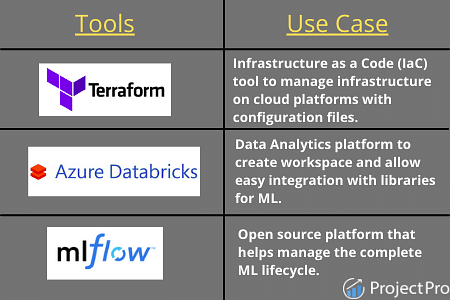 Tools
Use Case
Terraform
Infrastructure as a Code (IaC)
tool to manage infrastructure
on cloud platforms with
configuration files.
Azure Databricks
Data Analytics platform to
create workspace and allow
easy integration with libraries
for ML.
mlflow™
Open source platform that
helps manage the complete
ML lifecycle.
ProjectPro